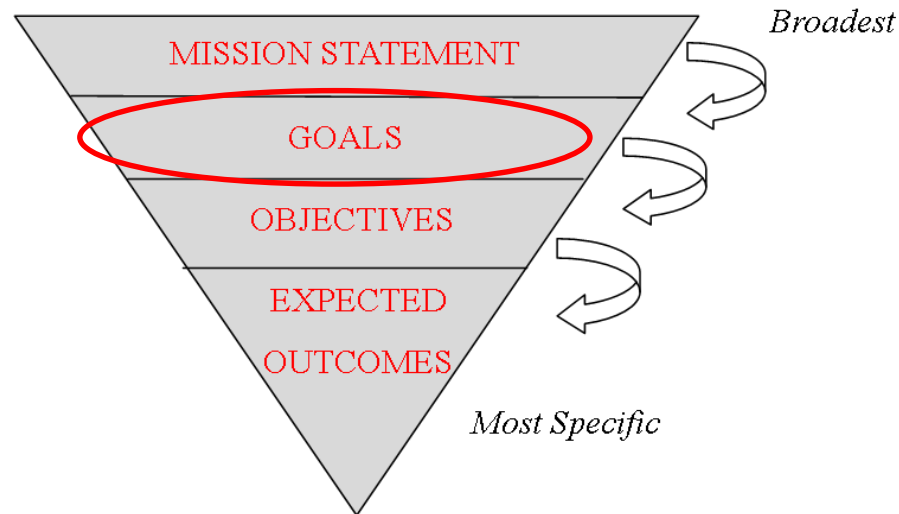 Broadest
MISSION STATEMENT
GOALS
OBJECTIVES
EXPECTED
OUTCOMES
Most Specific